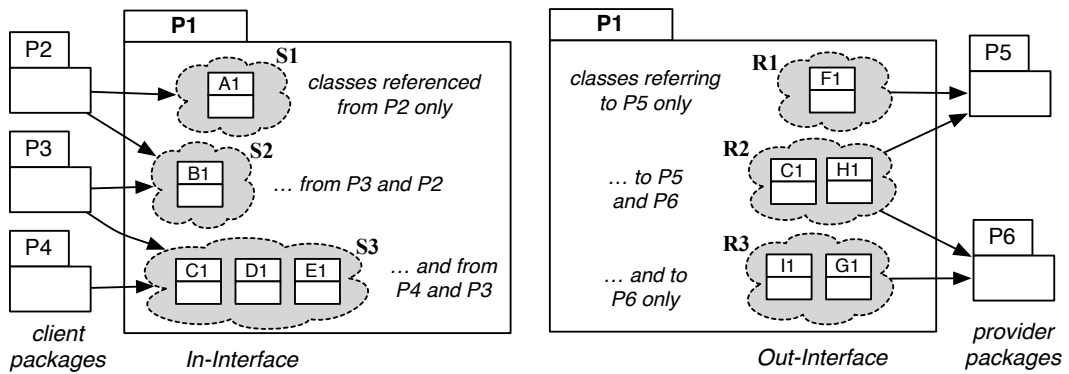 P1
P2
S1
A1
classes referenced
from P2 only
P3
S2
B1
... from P3 and P2
P4
S3
C1
D1
E1
... and from
P4 and P3
client
packages
In-Interface
P1
P5
R1
F1
classes referring
to P5 only
R2
C1
H1
... to P5
and P6
P6
R3
I1
G1
... and to
P6 only
Out-Interface
provider
packages